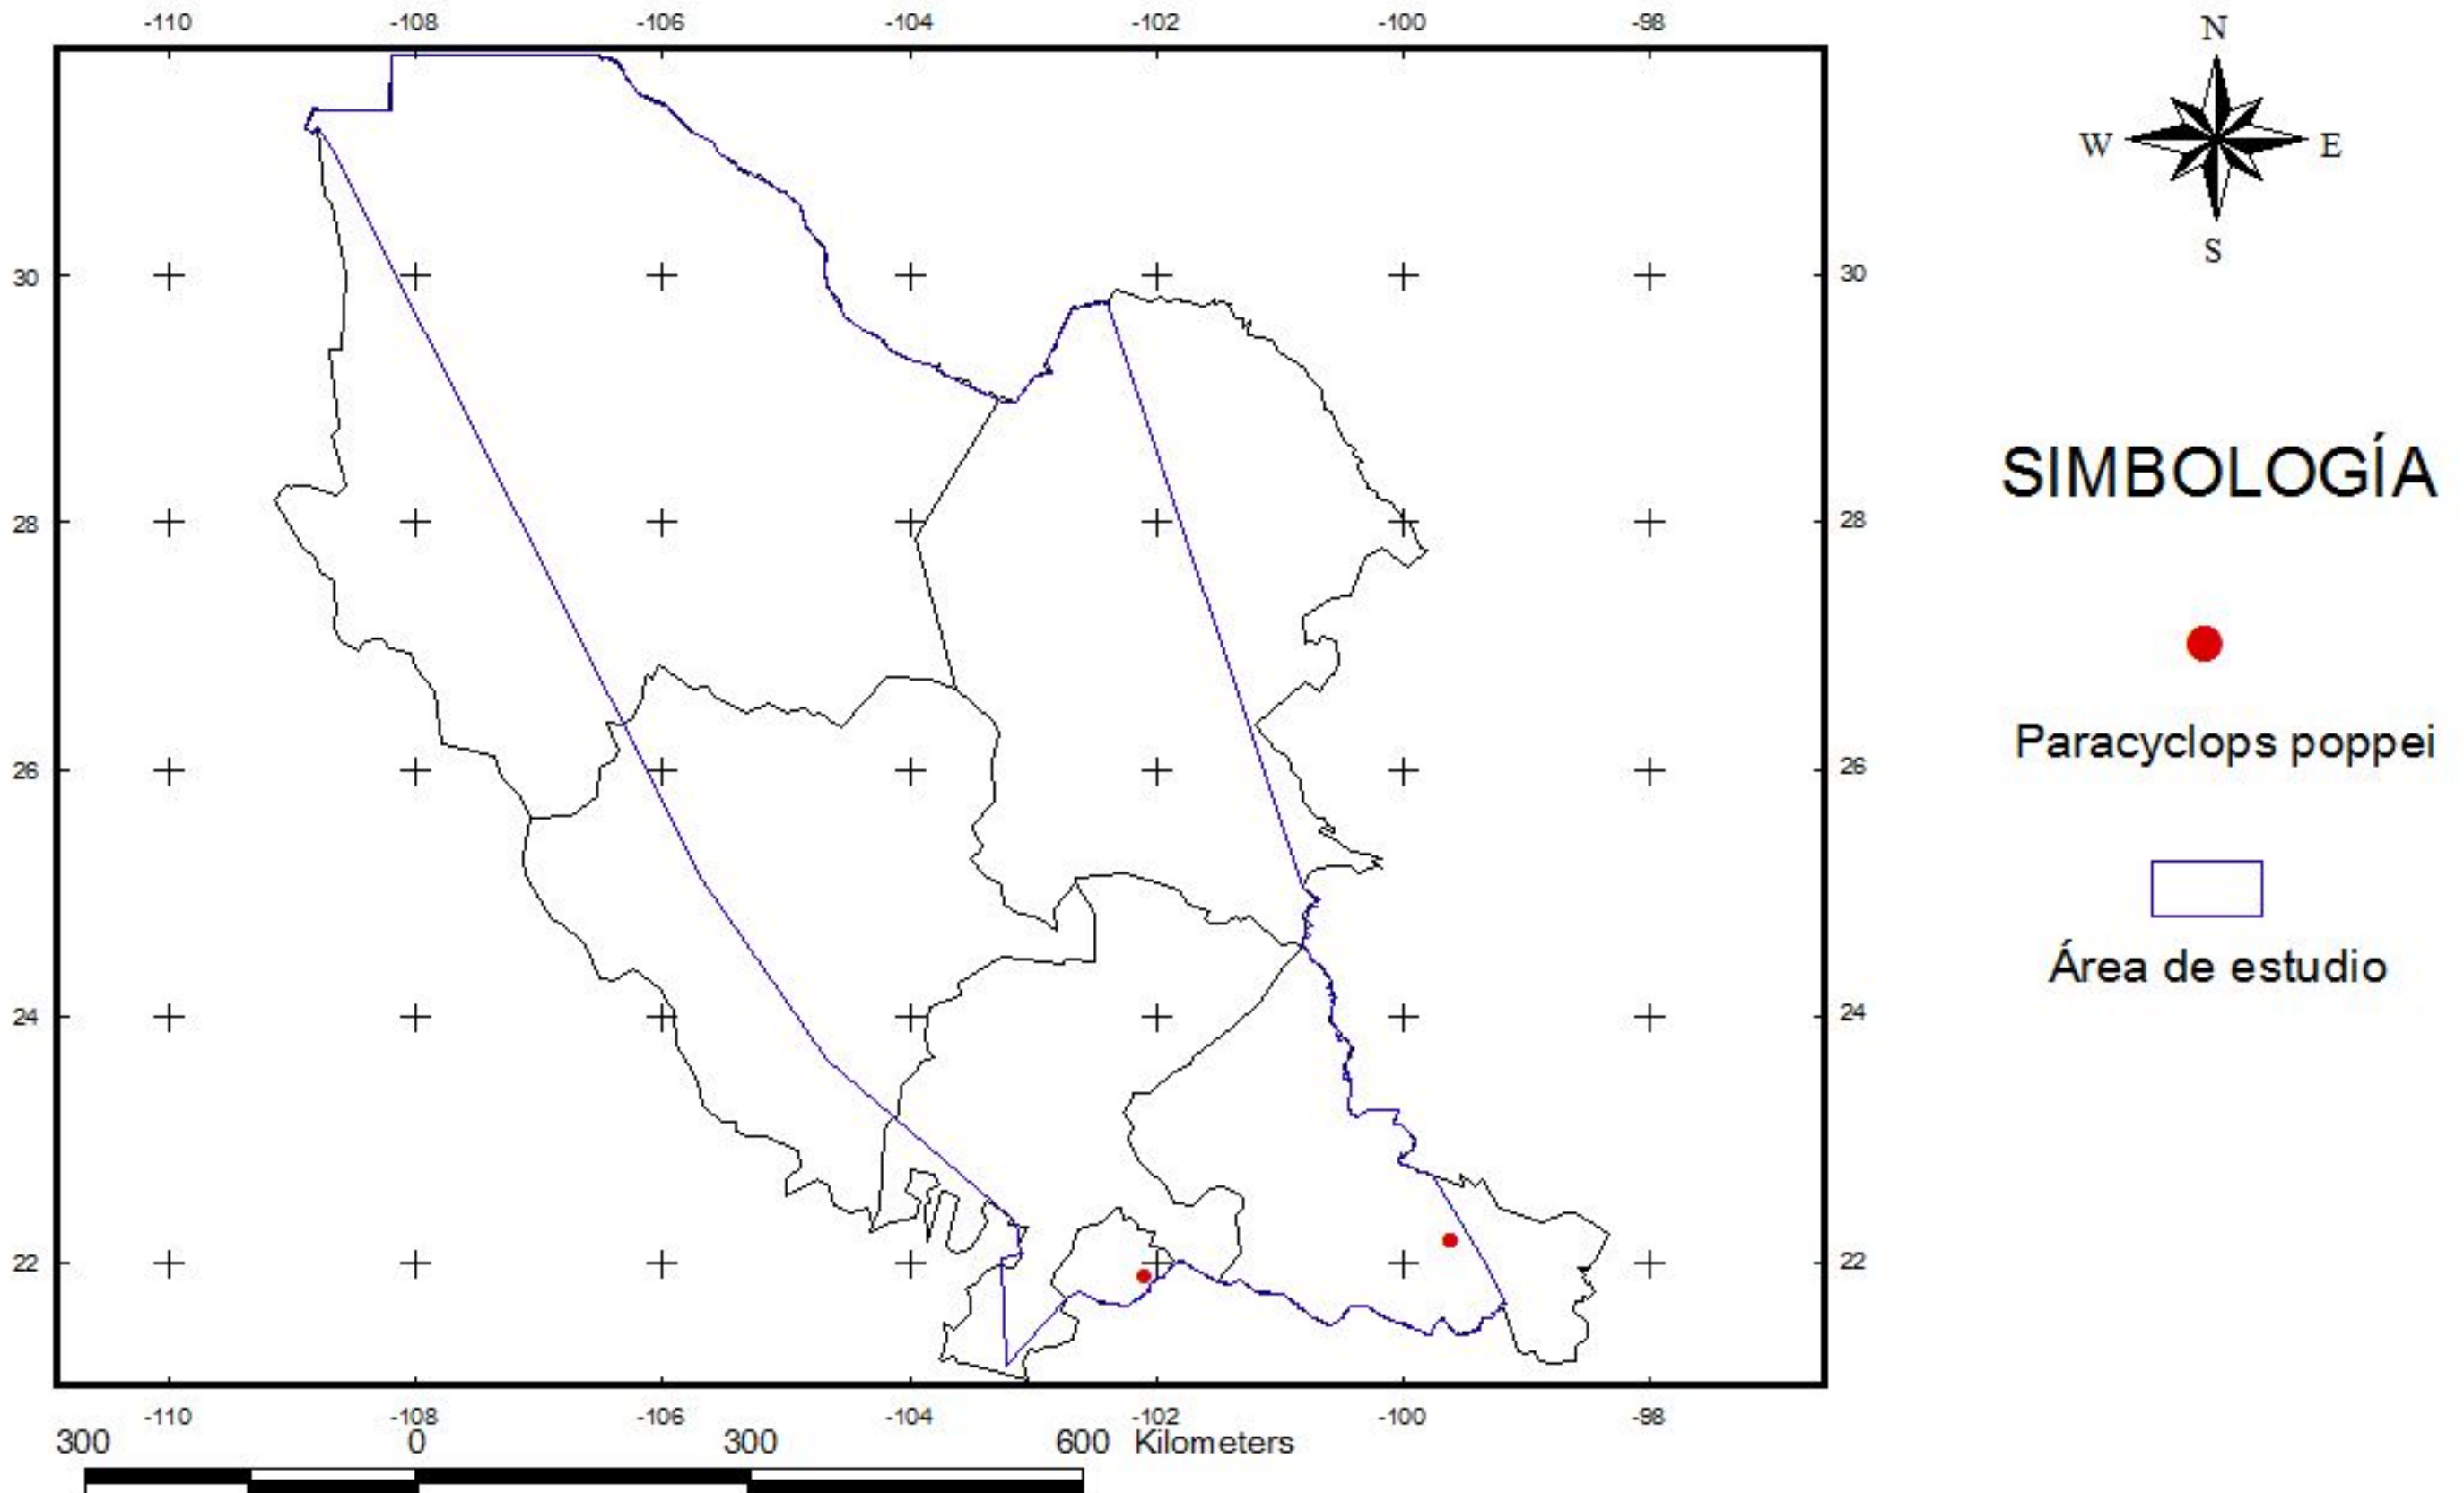 -110 -108 -106 -104 -102 -100 -98
N
W E
S
30 30
SIMBOLOGÍA
28 28
Paracyclops poppei
26 26
Área de estudio
24 24
22 22
-110 -108 -106 -104 -102 -100 -98
300 0 300 600 Kilometers